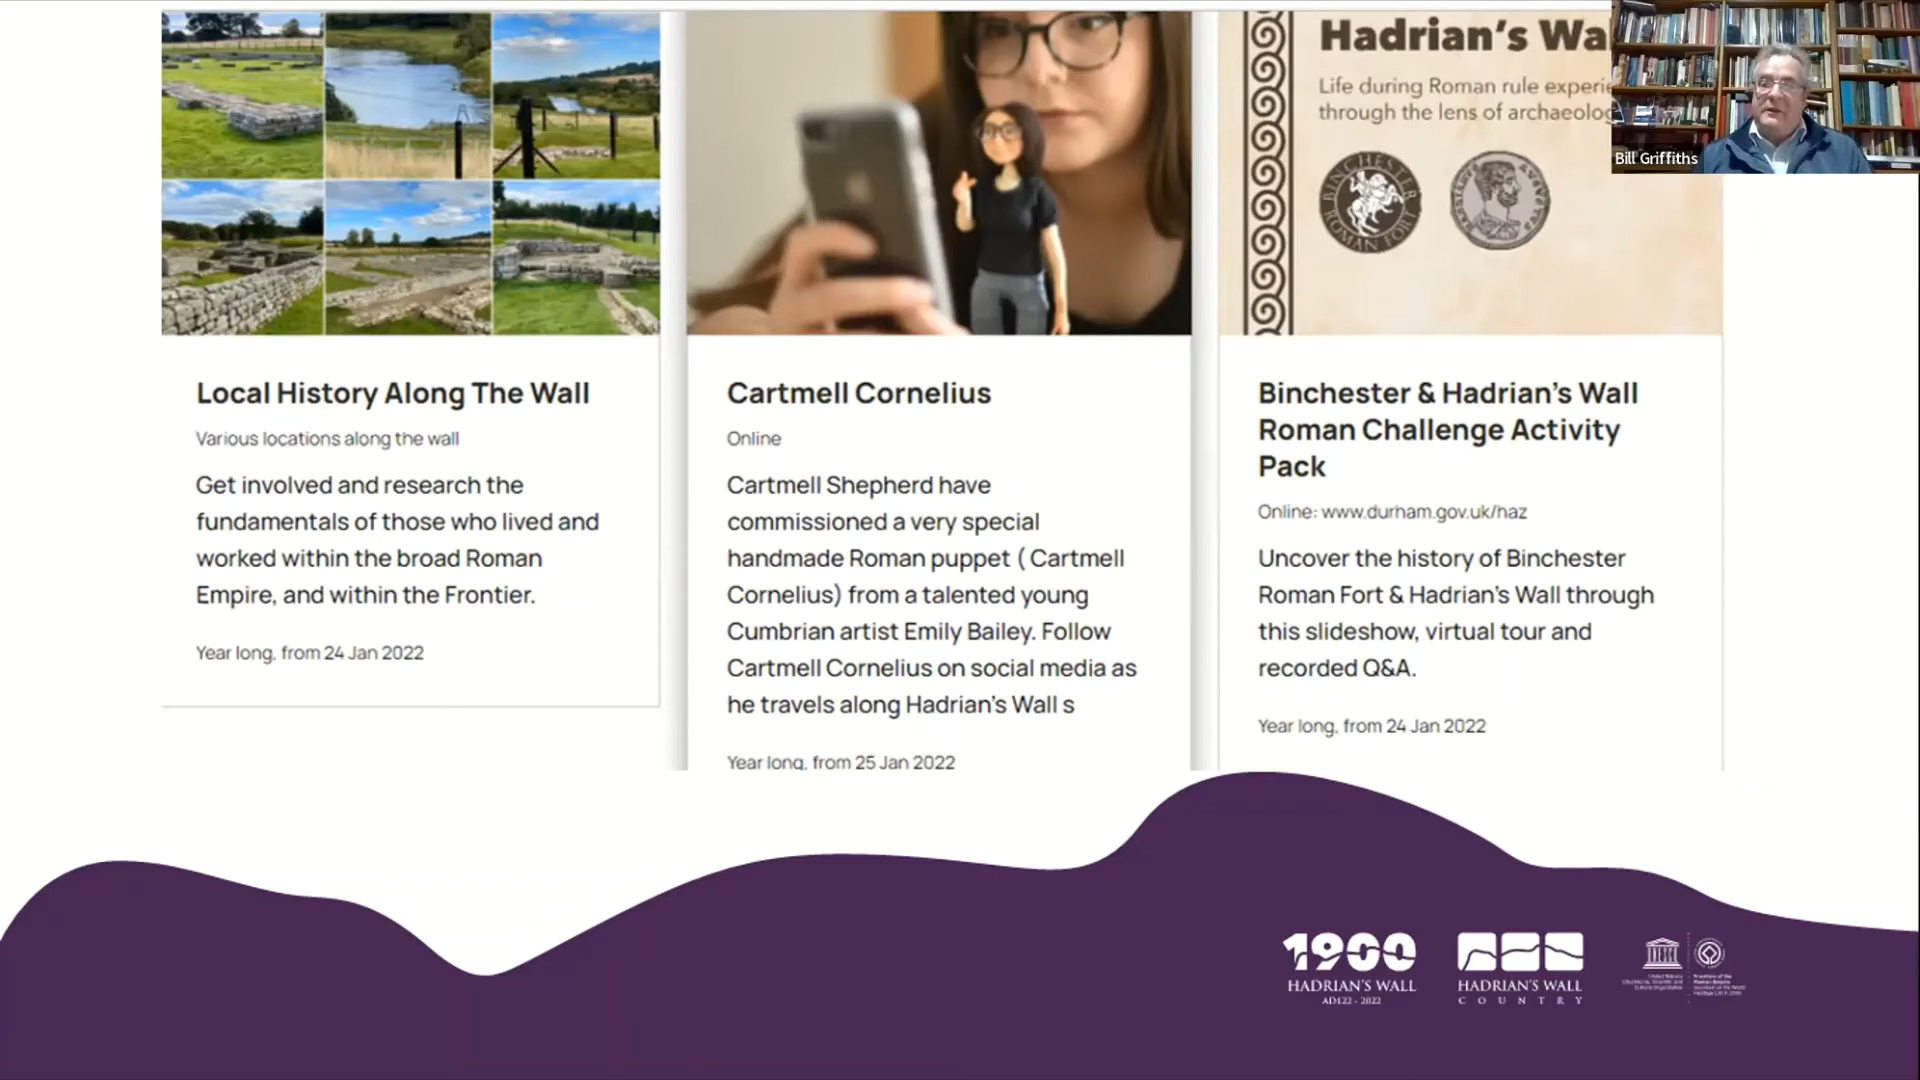 Hadrian's Wa
Life during Roman rule experie
through the lens of archaeolog
BINCHESTER
ROMAN FORT
Bill Griffiths
Local History Along The Wall
Various locations along the wall
Get involved and research the
fundamentals of those who lived and
worked within the broad Roman
Empire, and within the Frontier.
Year long, from 24 Jan 2022
Cartmell Cornelius
Online
Cartmell Shepherd have
commissioned a very special
handmade Roman puppet ( Cartmell
Cornelius) from a talented young
Cumbrian artist Emily Bailey. Follow
Cartmell Cornelius on social media as
he travels along Hadrian's Wall s
Year long, from 25 Jan 2022
Binchester & Hadrian's Wall
Roman Challenge Activity
Pack
Online: www.durham.gov.uk/haz
Uncover the history of Binchester
Roman Fort & Hadrian's Wall through
this slideshow, virtual tour and
recorded Q&A.
Year long, from 24 Jan 2022
1900
HADRIAN'S WALL
AD122 - 2022
HADRIAN'S WALL
COUNTRY